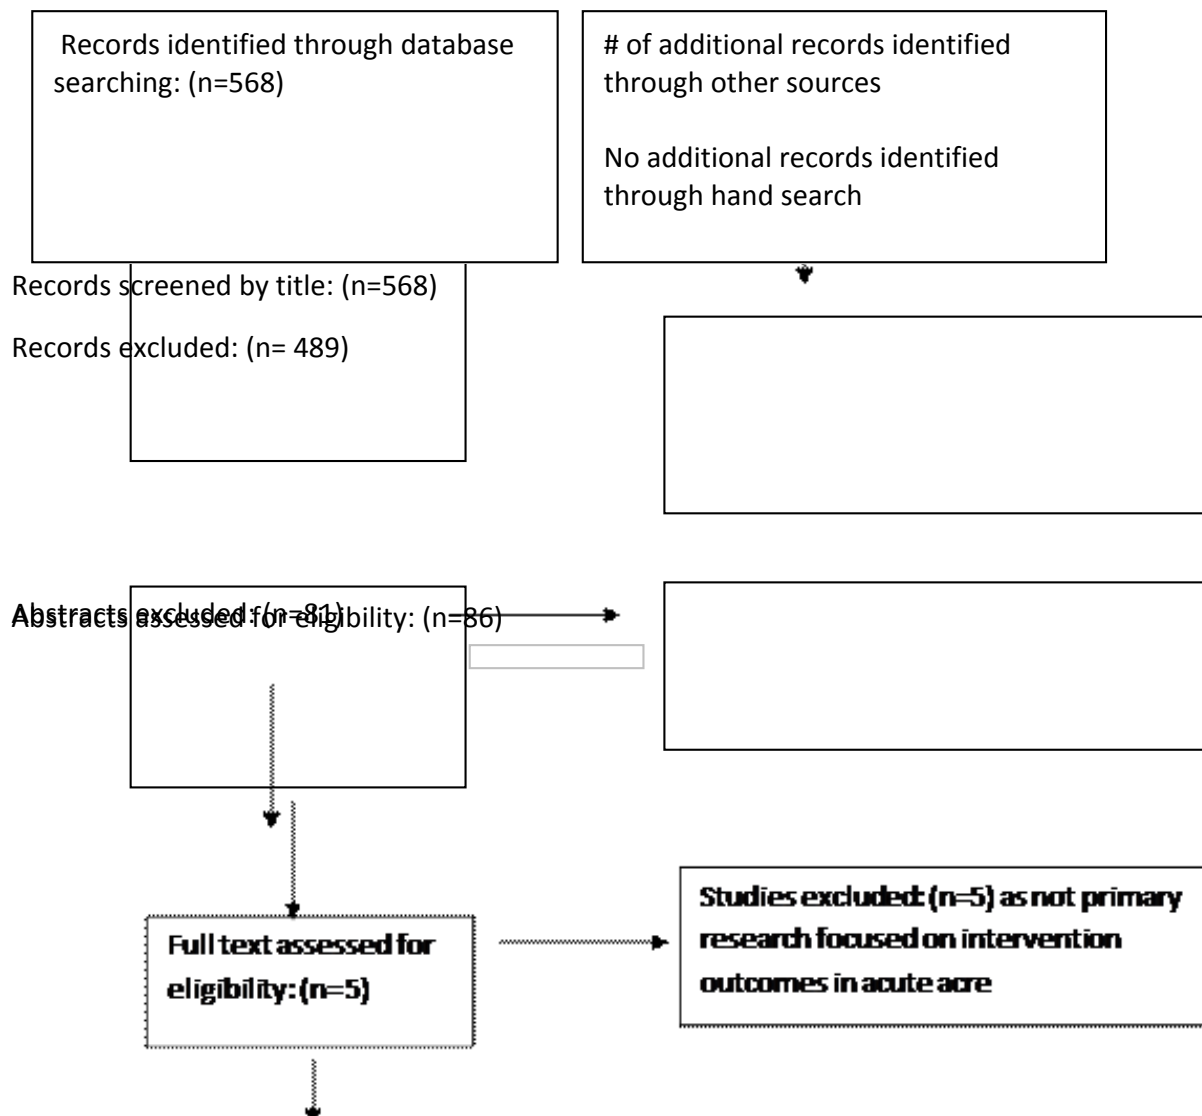 Records identified through database
searching: (n=568)
# of additional records identified
through other sources
No additional records identified
through hand search
Records screened by title: (n=568)
Records excluded: (n= 489)
Abstracts excluded: (n=81)
Abstracts assessed for eligibility: (n=86)
Full text assessed for
eligibility: (n=5)
Studies excluded: (n=5) as not primary
research focused on intervention
outcomes in acute acre